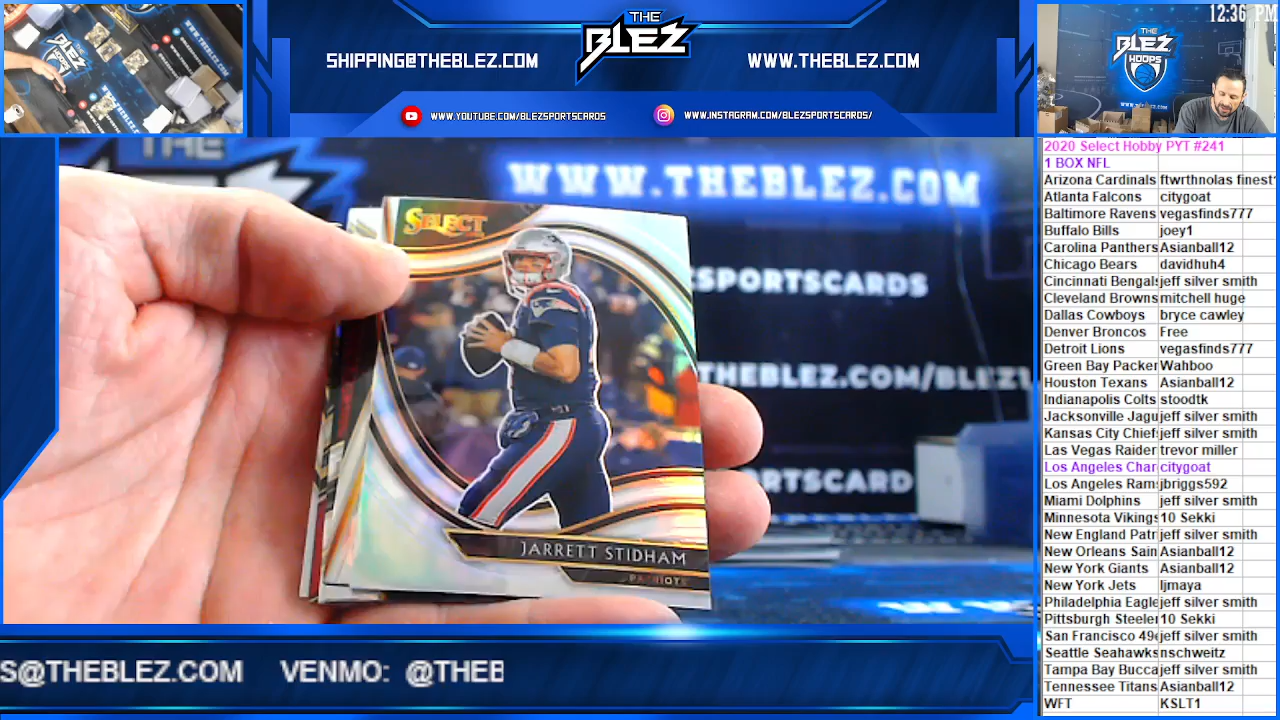 12:36 PM
THE
BLEZ
SHIPPING@THEBLEZ.COM
WWW.THEBLEZ.COM
WWW.YOUTUBE.COM/BLEZSPORTSCARDS
WWW.INSTAGRAM.COM/BLEZSPORTSCARDS/
THE
BLEZ
HOOPS
THE
WWW.THEBLEZ.COM
ZSPORTSCARDS
THEBLEZ.COM/BLEZ
SPORTSCARD
SELECT
JARRETT STIDHAM
PATRIOTS
S@THEBLEZ.COM VENMO: @THEB
2020 Select Hobby PYT #241
1 BOX NFL
Arizona Cardinals ftwrthnolas finest
Atlanta Falcons citygoat
Baltimore Ravens vegasfinds777
Buffalo Bills joey1
Carolina Panthers Asianball12
Chicago Bears davidhuh4
Cincinnati Bengals jeff silver smith
Cleveland Browns mitchell huge
Dallas Cowboys bryce cawley
Denver Broncos Free
Detroit Lions vegasfinds777
Green Bay Packer Wahboo
Houston Texans Asianball12
Indianapolis Colts stoodtk
Jacksonville Jagu jeff silver smith
Kansas City Chief jeff silver smith
Las Vegas Raider trevor miller
Los Angeles Char citygoat
Los Angeles Rams jbriggs592
Miami Dolphins jeff silver smith
Minnesota Vikings 10 Sekki
New England Patr jeff silver smith
New Orleans Sain Asianball12
New York Giants Asianball12
New York Jets ljmaya
Philadelphia Eagle jeff silver smith
Pittsburgh Steeler 10 Sekki
San Francisco 49e jeff silver smith
Seattle Seahawks nschweitz
Tampa Bay Bucca jeff silver smith
Tennessee Titans Asianball12
WFT KSLT1